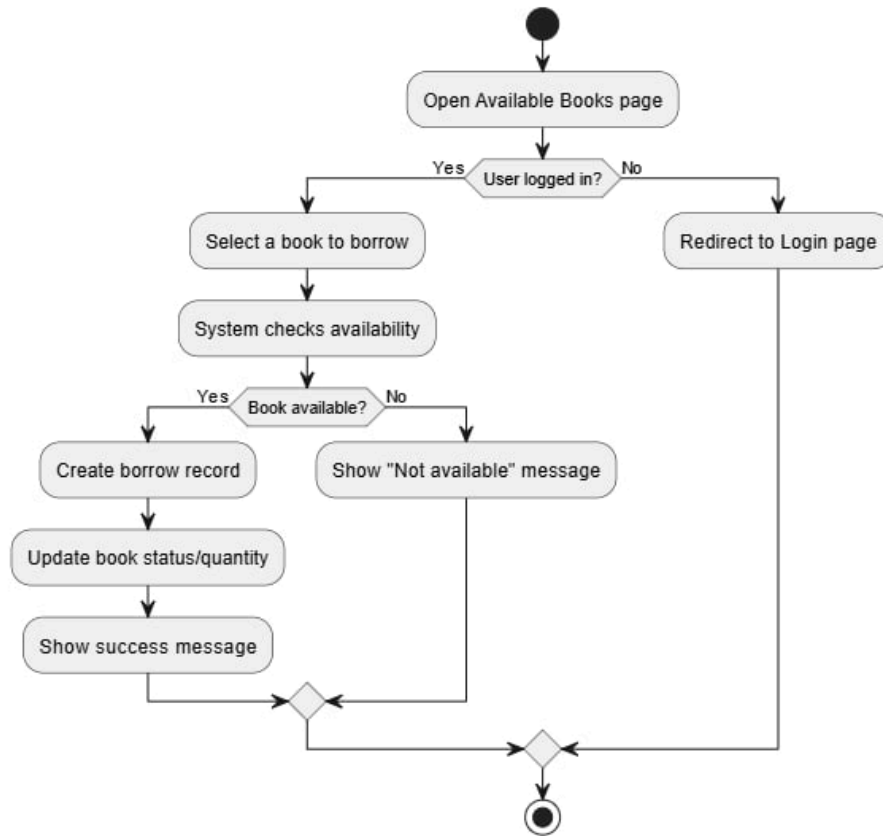 Open Available Books page
Yes
User logged in?
No
Select a book to borrow
Redirect to Login page
System checks availability
Yes
Book available?
No
Create borrow record
Show "Not available" message
Update book status/quantity
Show success message